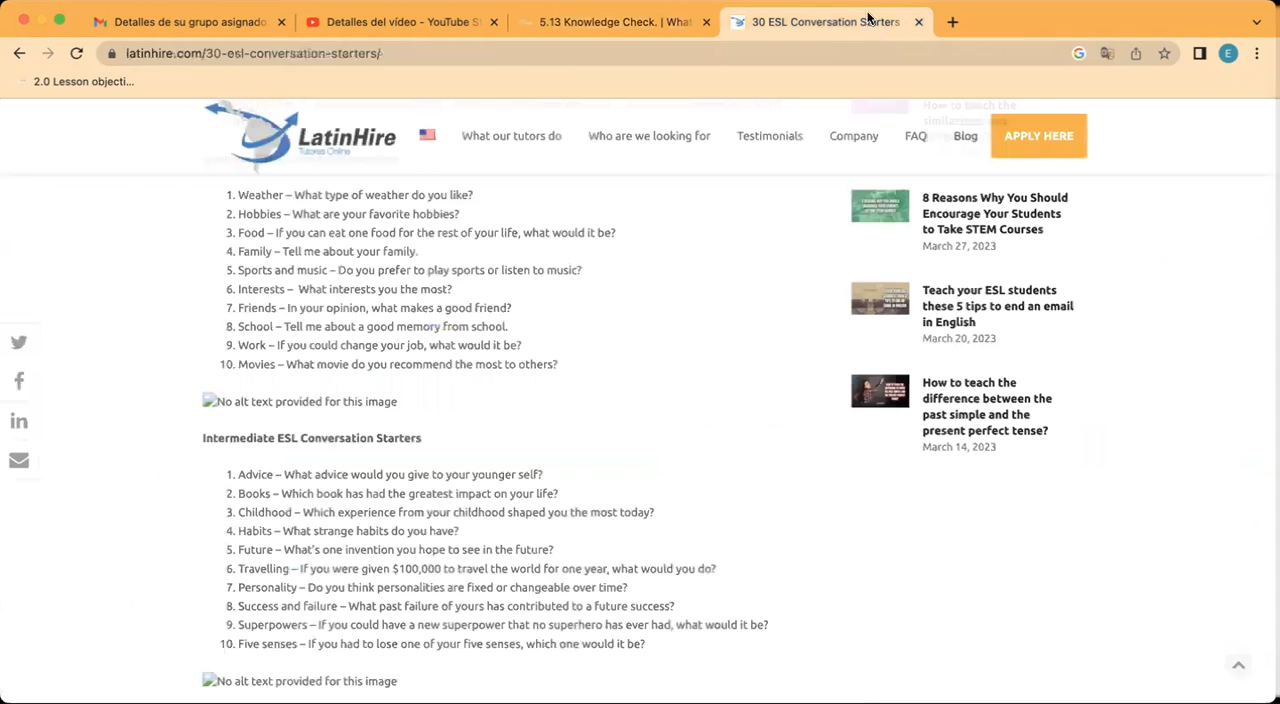 Detalles de su grupo asignado
Detalles del vídeo - YouTube S
5.13 Knowledge Check. | What
30 ESL Conversation Starters
latinhire.com/30-esl-conversation-starters/
E
2.0 Lesson objecti...
LatinHire
Tutores Online
What our tutors do
Who are we looking for
Testimonials
Company
FAQ
Blog
APPLY HERE
How to teach the
1. Weather – What type of weather do you like?
2. Hobbies – What are your favorite hobbies?
3. Food – If you can eat one food for the rest of your life, what would it be?
4. Family – Tell me about your family.
5. Sports and music – Do you prefer to play sports or listen to music?
6. Interests – What interests you the most?
7. Friends – In your opinion, what makes a good friend?
8. School – Tell me about a good memory from school.
9. Work – If you could change your job, what would it be?
10. Movies – What movie do you recommend the most to others?
No alt text provided for this image
Intermediate ESL Conversation Starters
1. Advice – What advice would you give to your younger self?
2. Books – Which book has had the greatest impact on your life?
3. Childhood – Which experience from your childhood shaped you the most today?
4. Habits – What strange habits do you have?
5. Future – What's one invention you hope to see in the future?
6. Travelling – If you were given $100,000 to travel the world for one year, what would you do?
7. Personality – Do you think personalities are fixed or changeable over time?
8. Success and failure – What past failure of yours has contributed to a future success?
9. Superpowers – If you could have a new superpower that no superhero has ever had, what would it be?
10. Five senses – If you had to lose one of your five senses, which one would it be?
No alt text provided for this image
8 Reasons Why You Should
Encourage Your Students
to Take STEM Courses
March 27, 2023
Teach your ESL students
these 5 tips to end an email
in English
March 20, 2023
How to teach the
difference between the
past simple and the
present perfect tense?
March 14, 2023